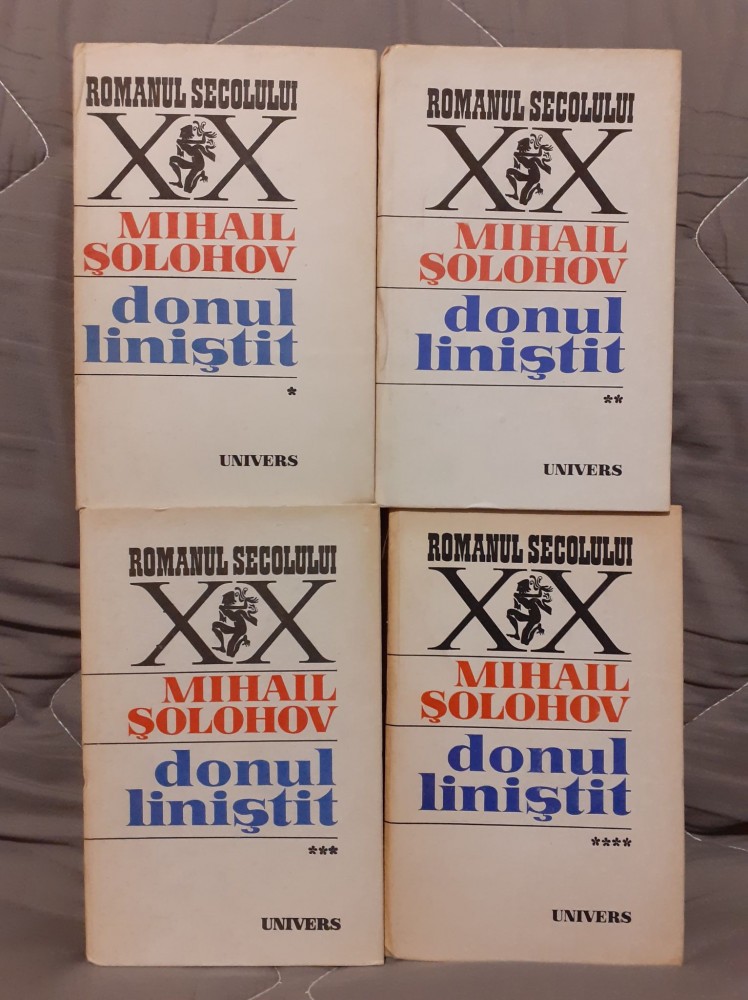 ROMANUL SECOLULUI
XX
MIHAIL
ŞOLOHOV
donul
liniştit
*
UNIVERS
ROMANUL SECOLULUI
XX
MIHAIL
ŞOLOHOV
donul
liniştit
**
UNIVERS
ROMANUL SECOLULUI
XX
MIHAIL
ŞOLOHOV
donul
liniştit
***
UNIVERS
ROMANUL SECOLULUI
XX
MIHAIL
ŞOLOHOV
donul
liniştit
****
UNIVERS